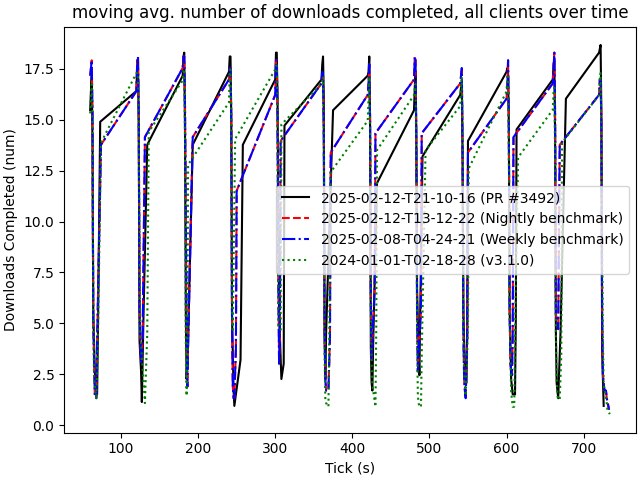 moving avg. number of downloads completed, all clients over time
Downloads Completed (num)
17.5
15.0
12.5
10.0
7.5
5.0
2.5
0.0
2025-02-12-T21-10-16 (PR #3492)
2025-02-12-T13-12-22 (Nightly benchmark)
2025-02-08-T04-24-21 (Weekly benchmark)
2024-01-01-T02-18-28 (v3.1.0)
100 200 300 400 500 600 700
Tick (s)